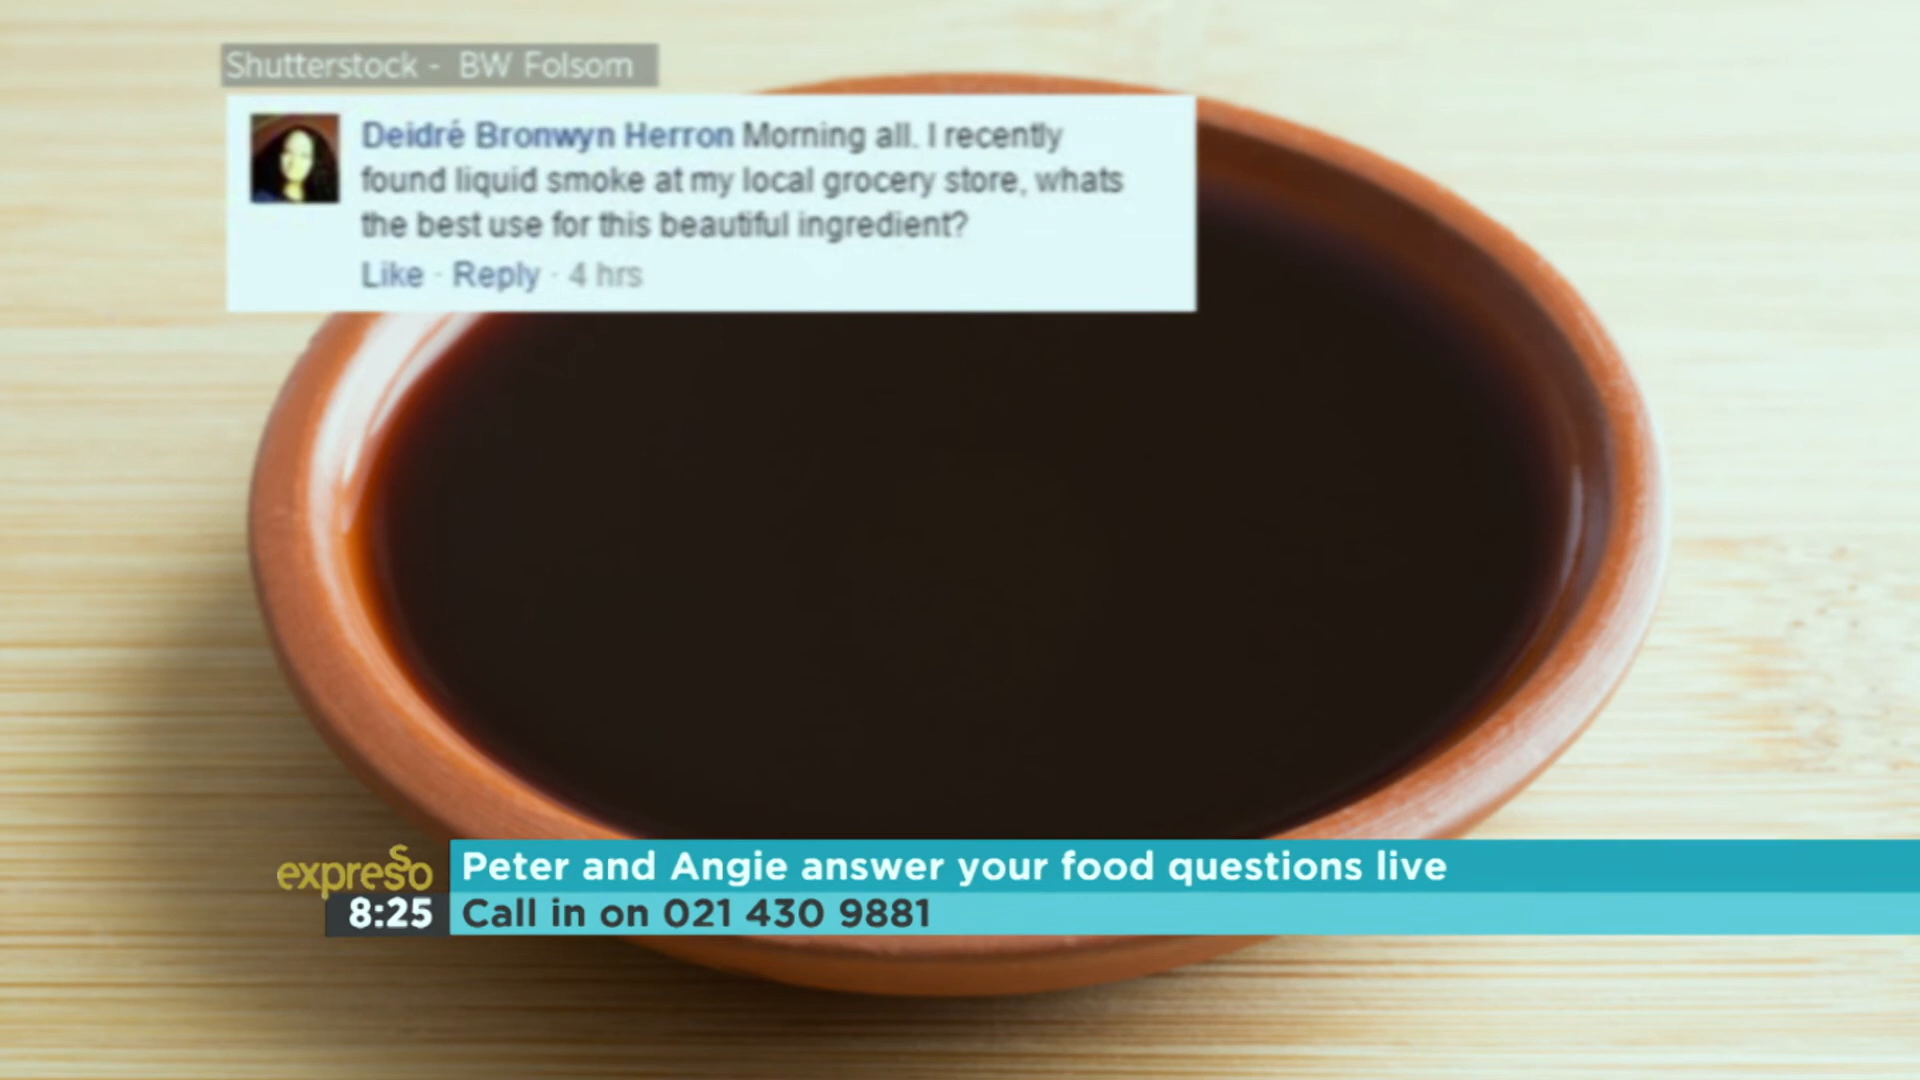 Shutterstock - BW Folsom
Deidré Bronwyn Herron Morning all. I recently
found liquid smoke at my local grocery store, whats
the best use for this beautiful ingredient?
Like · Reply · 4 hrs
expresso
Peter and Angie answer your food questions live
8:25
Call in on 021 430 9881